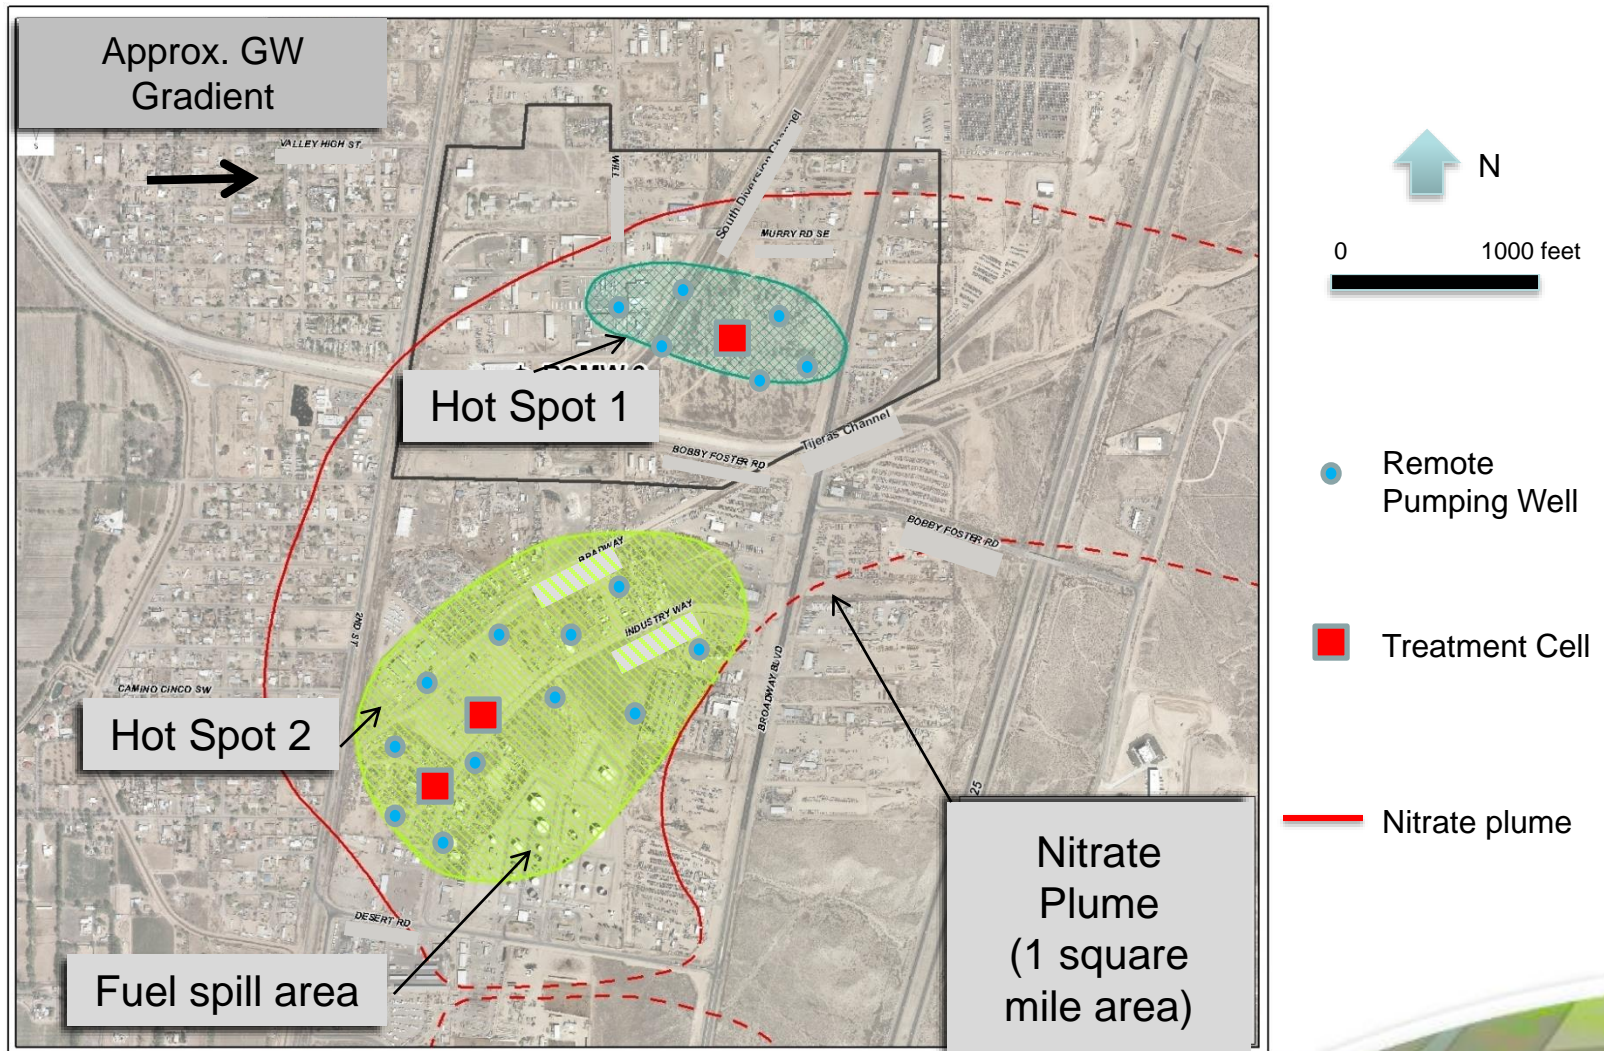 Approx. GW
Gradient
VALLEY HIGH ST.
WILL
South Diversion Channel
MURRY RD SE
N
0 1000 feet
Hot Spot 1
Tijeras Channel
BOBBY FOSTER RD
BOBBY FOSTER RD
Remote
Pumping Well
BRADWAY
INDUSTRY WAY
2ND ST
BROADWAY BLVD
Treatment Cell
CAMINO CINCO SW
Hot Spot 2
25
Nitrate plume
Nitrate
Plume
(1 square
mile area)
DESERT RD
Fuel spill area